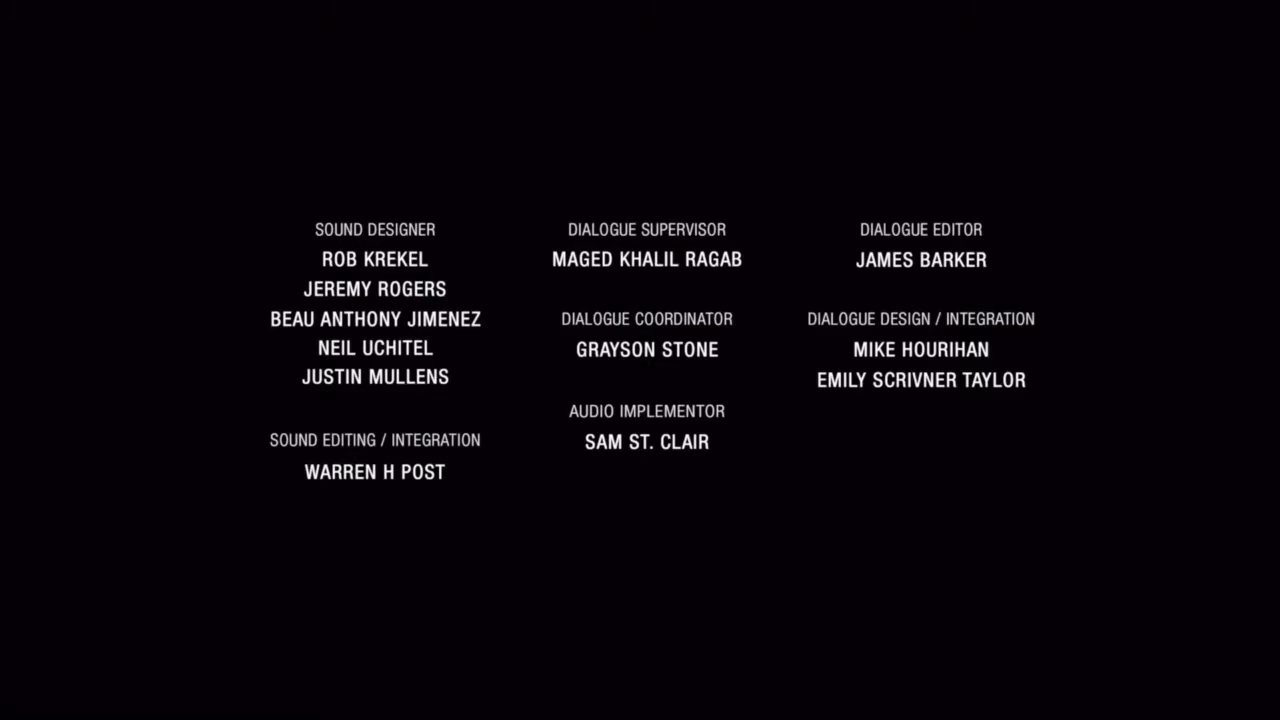 SOUND DESIGNER
ROB KREKEL
JEREMY ROGERS
BEAU ANTHONY JIMENEZ
NEIL UCHITEL
JUSTIN MULLENS
SOUND EDITING / INTEGRATION
WARREN H POST
DIALOGUE SUPERVISOR
MAGED KHALIL RAGAB
DIALOGUE COORDINATOR
GRAYSON STONE
AUDIO IMPLEMENTOR
SAM ST. CLAIR
DIALOGUE EDITOR
JAMES BARKER
DIALOGUE DESIGN / INTEGRATION
MIKE HOURIHAN
EMILY SCRIVNER TAYLOR